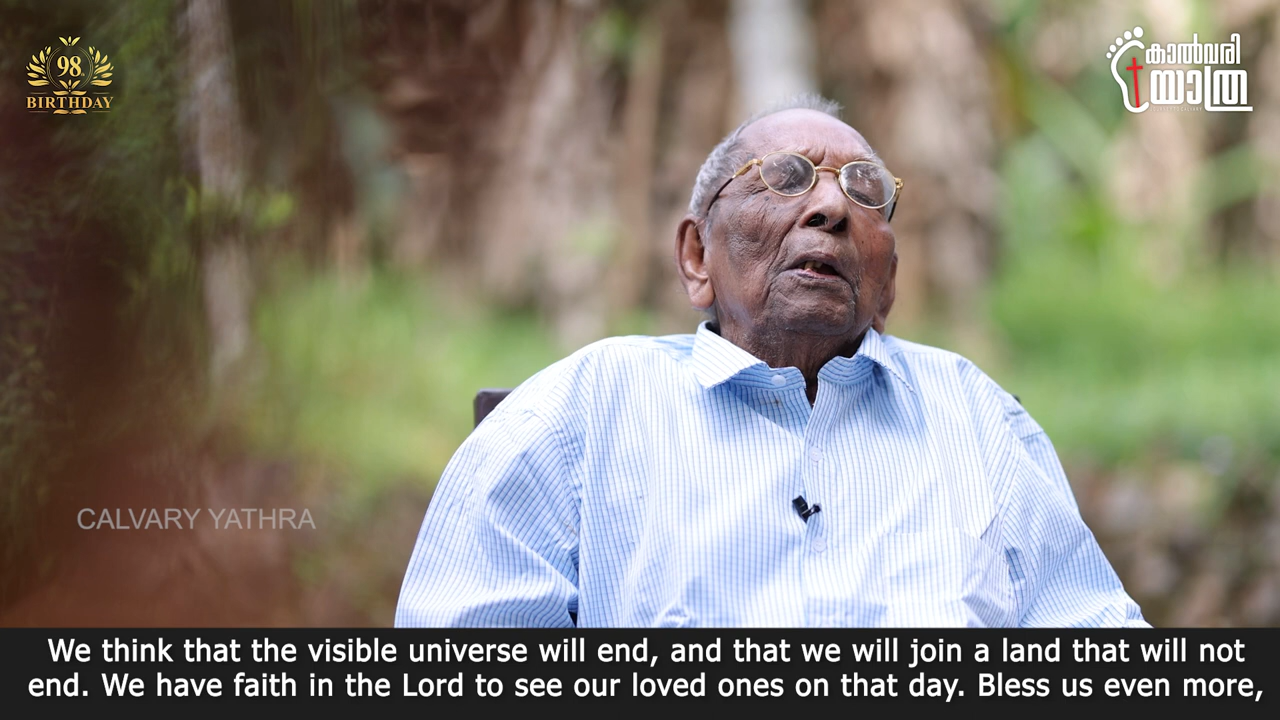 98
BIRTHDAY
കാൽവരി
യാത്ര
CALVARY YATHRA
We think that the visible universe will end, and that we will join a land that will not
end. We have faith in the Lord to see our loved ones on that day. Bless us even more,